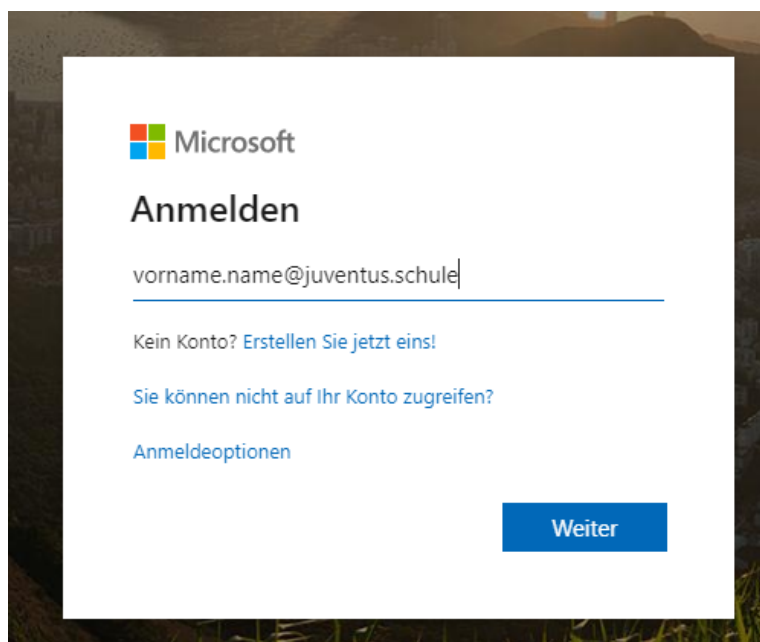 Microsoft
Anmelden
vorname.name@juventus.schule
Kein Konto? Erstellen Sie jetzt eins!
Sie können nicht auf Ihr Konto zugreifen?
Anmeldeoptionen
Weiter